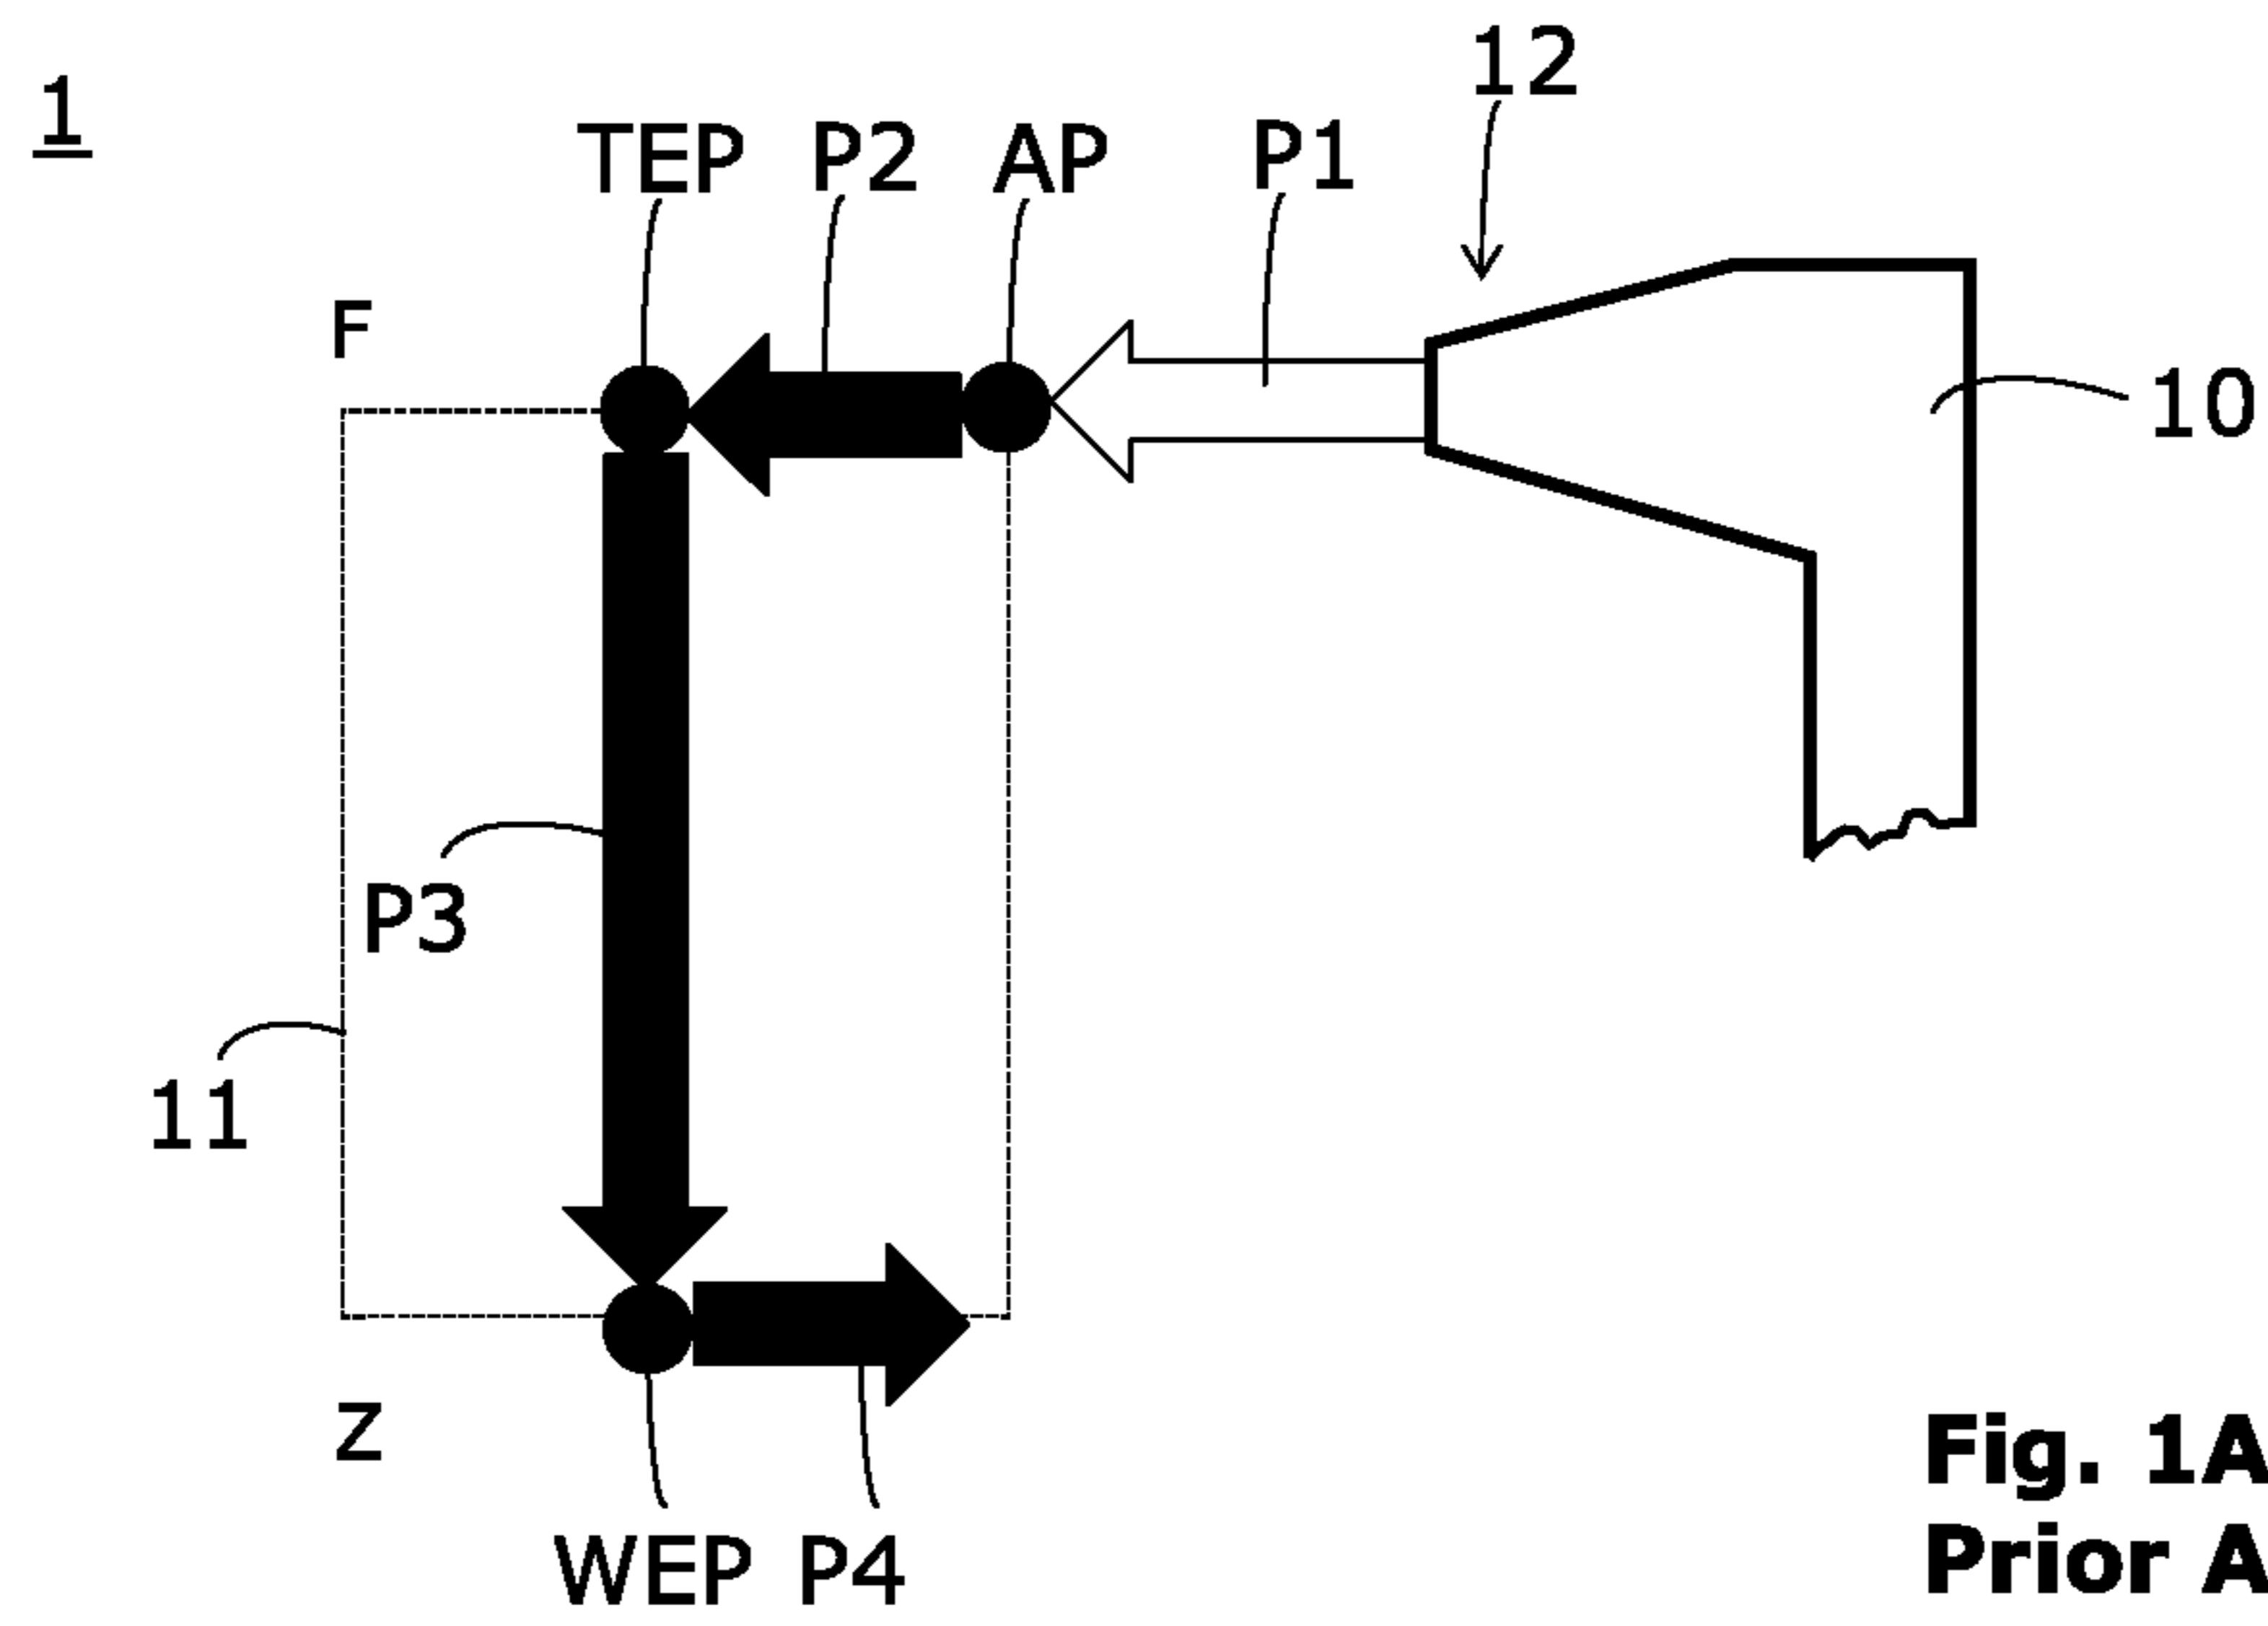 12
1
TEP P2 AP P1
F
10
P3
11
Z
Fig. 1A
WEP P4
Prior A